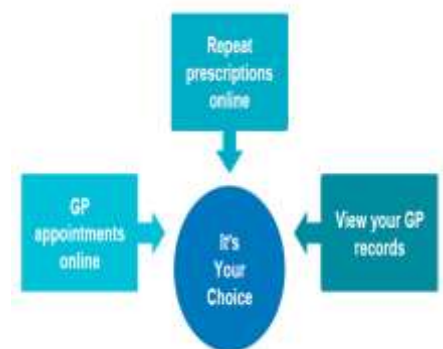 Repeat
prescriptions
online
GP
appointments
online
It's
Your
Choice
View your GP
records